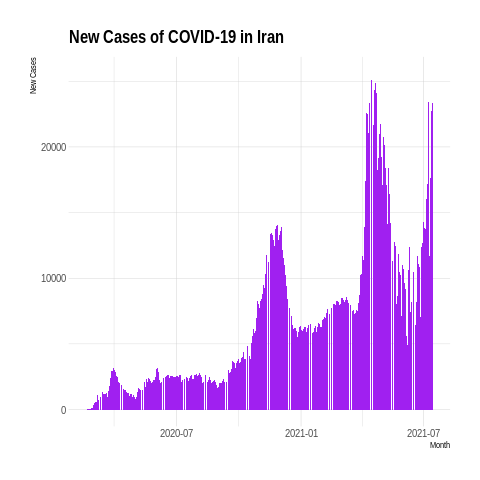 New Cases of COVID-19 in Iran
New Cases
20000
10000
0
2020-07
2021-01
2021-07
Month